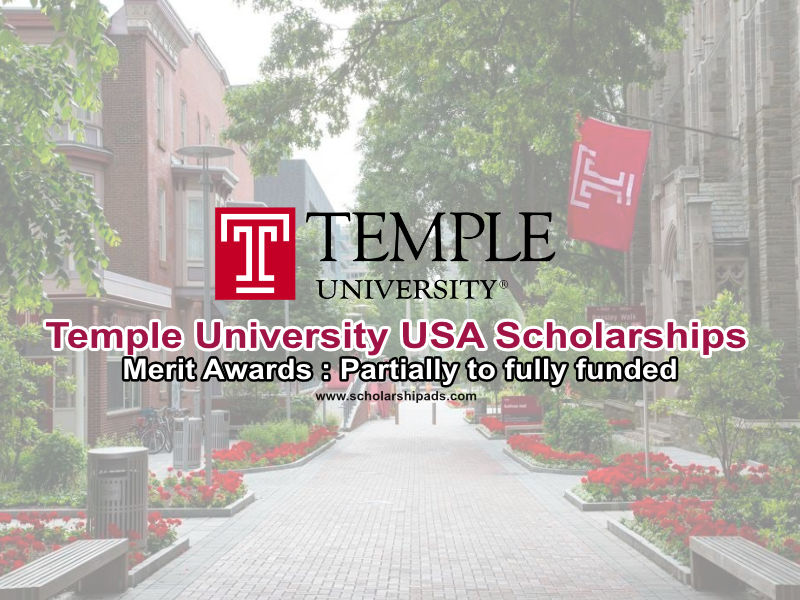 TEMPLE
UNIVERSITY®
Temple University USA Scholarships
Merit Awards : Partially to fully funded
www.scholarshipads.com